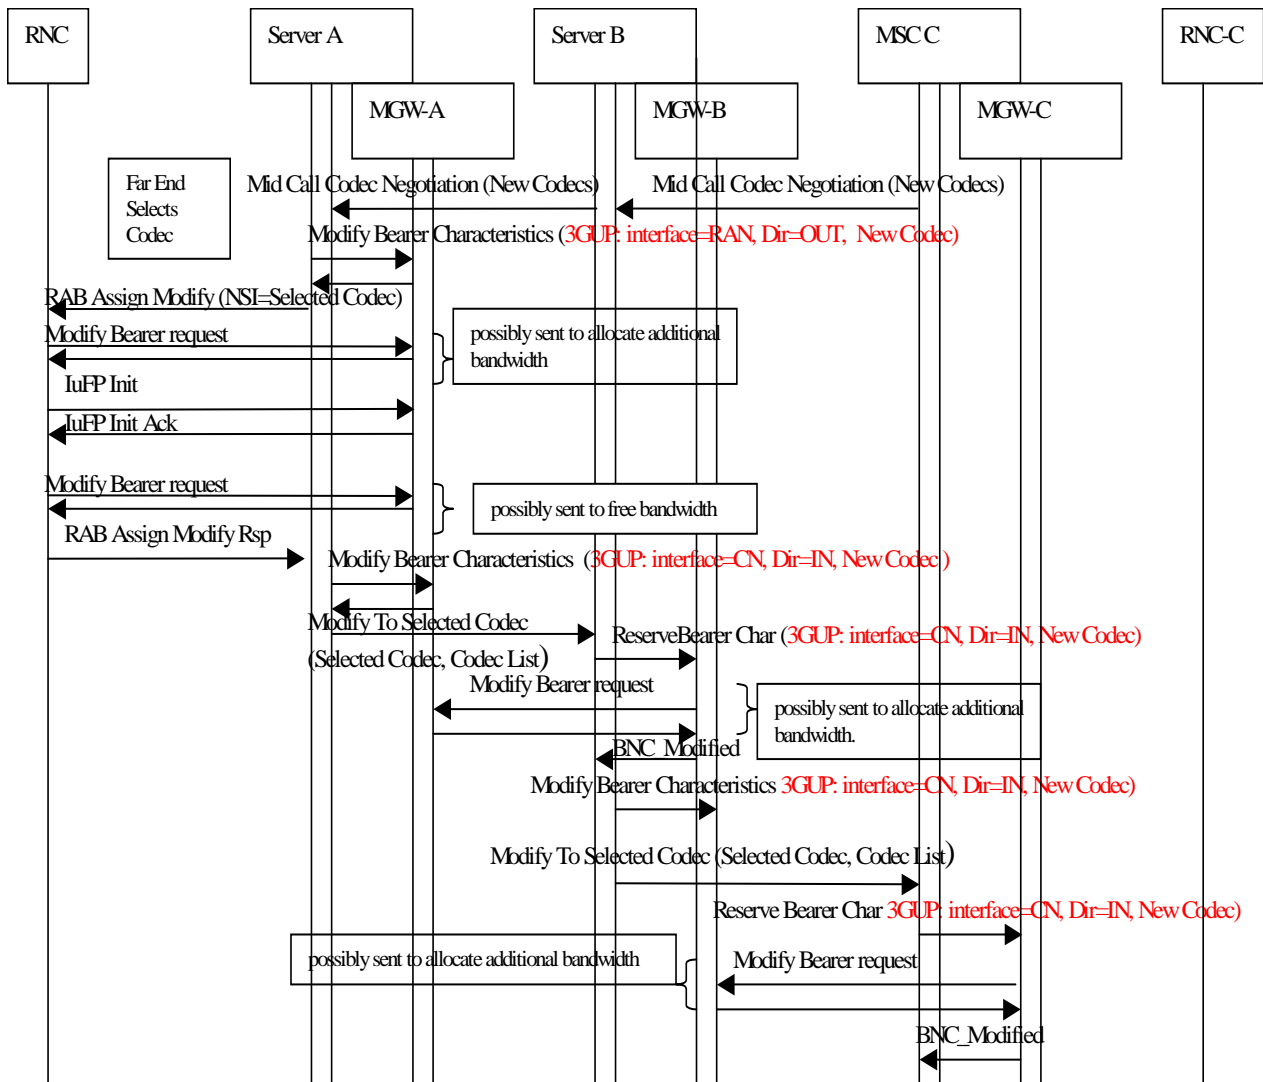 RNC
Server A
Server B
MSC C
RNC-C
MGW-A
MGW-B
MGW-C
Far End
Selects
Codec
Mid Call Codec Negotiation (New Codecs)
Mid Call Codec Negotiation (New Codecs)
Modify Bearer Characteristics (3GUP: interface=RAN, Dir=OUT, New Codec)
RAB Assign Modify (NSI=Selected Codec)
Modify Bearer request
possibly sent to allocate additional
bandwidth
IuFP Init
IuFP Init Ack
Modify Bearer request
possibly sent to free bandwidth
RAB Assign Modify Rsp
Modify Bearer Characteristics (3GUP: interface=CN, Dir=IN, New Codec )
Modify To Selected Codec
(Selected Codec, Codec List)
ReserveBearer Char (3GUP: interface=CN, Dir=IN, New Codec)
Modify Bearer request
possibly sent to allocate additional
bandwidth.
BNC_Modified
Modify Bearer Characteristics 3GUP: interface=CN, Dir=IN, New Codec)
Modify To Selected Codec (Selected Codec, Codec List)
Reserve Bearer Char 3GUP: interface=CN, Dir=IN, New Codec)
possibly sent to allocate additional bandwidth
Modify Bearer request
BNC_Modified